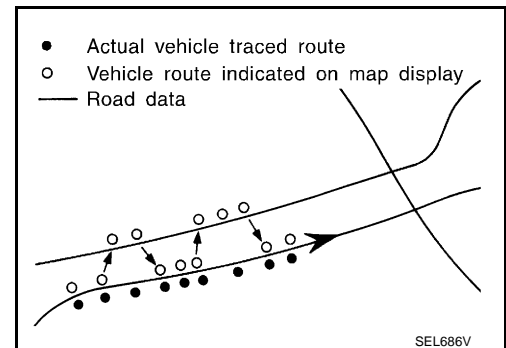 Actual vehicle traced route
Vehicle route indicated on map display
Road data
SEL686V